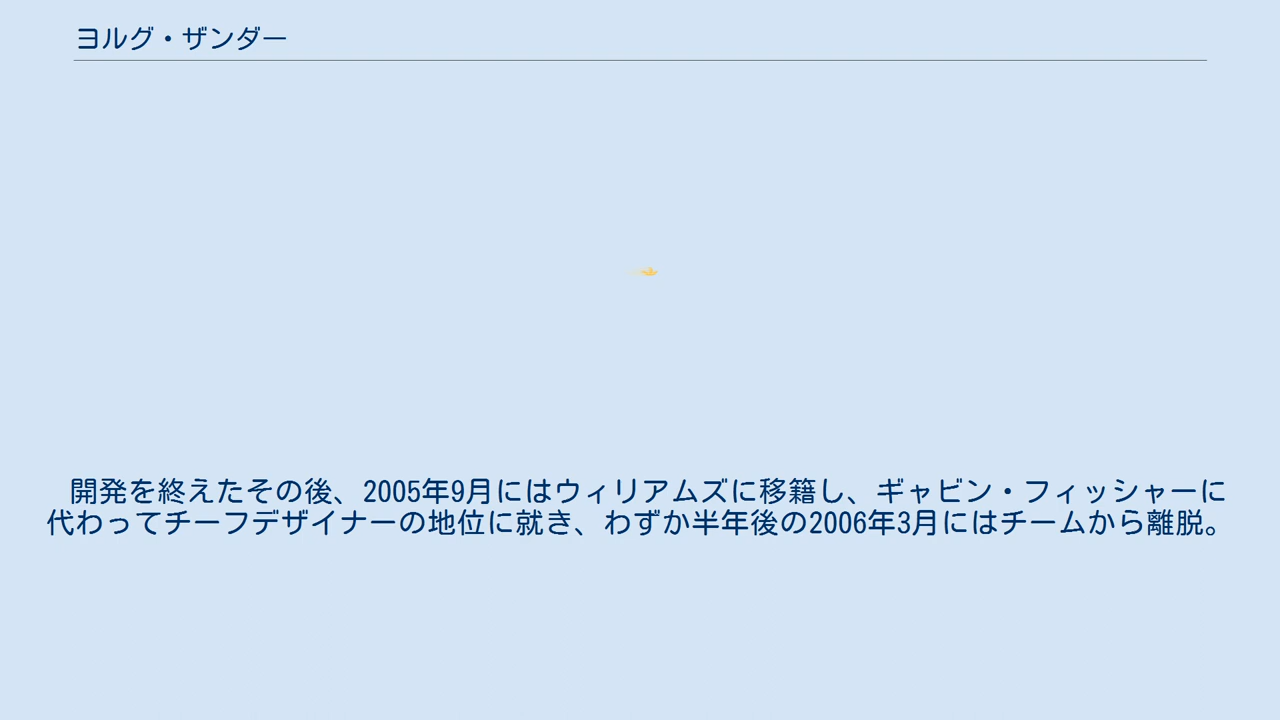 ヨルグ・ザンダー
開発を終えたその後、2005年9月にはウィリアムズに移籍し、ギャビン・フィッシャーに
代わってチーフデザイナーの地位に就き、わずか半年後の2006年3月にはチームから離脱。